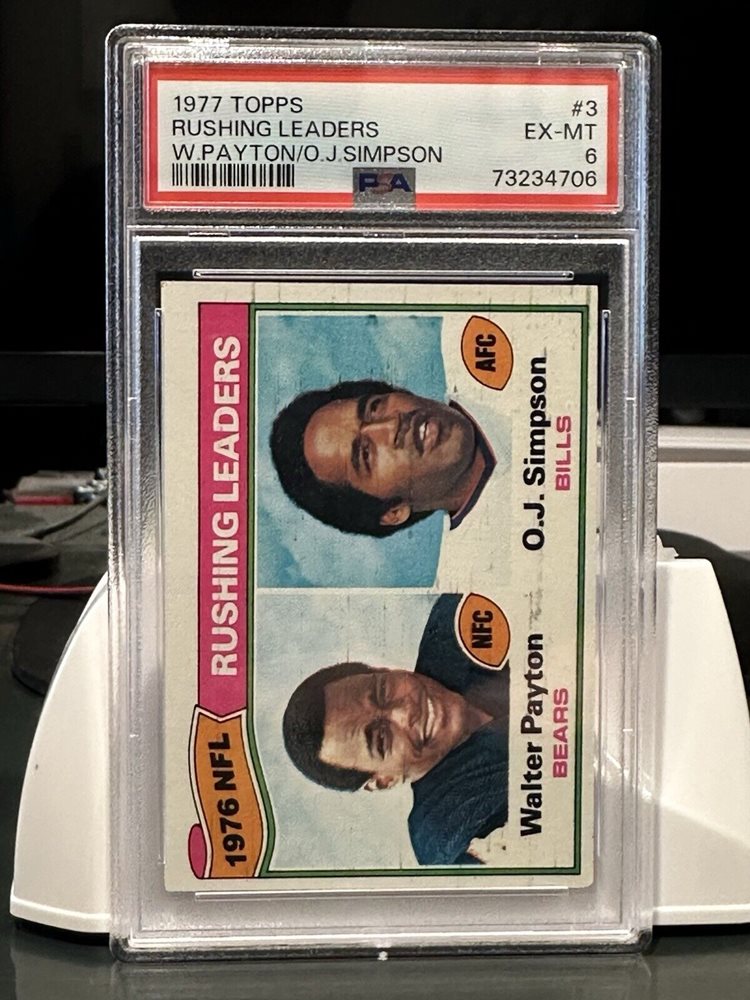 1977 TOPPS #3
RUSHING LEADERS EX-MT
W.PAYTON/O.J.SIMPSON 6
PSA 73234706
1976 NFL RUSHING LEADERS
NFC AFC
Walter Payton O.J. Simpson
BEARS BILLS